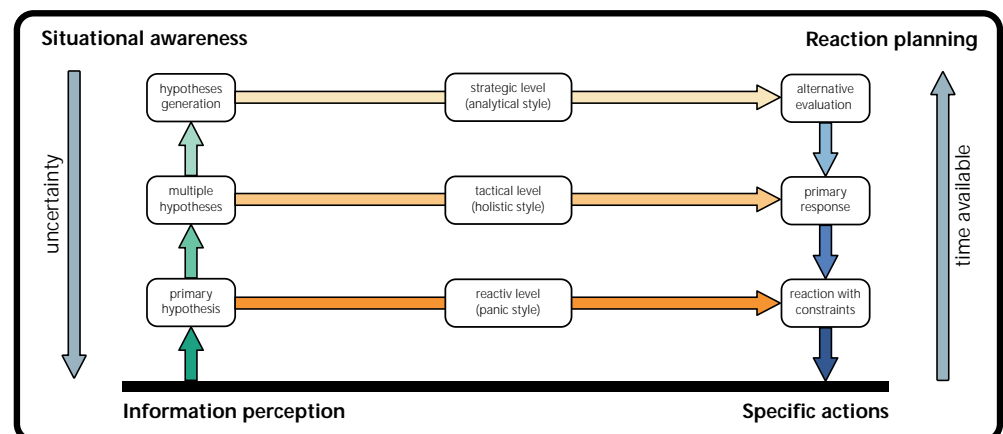 Situational awareness
Reaction planning
uncertainty
hypotheses
generation
strategic level
(analytical style)
alternative
evaluation
multiple
hypotheses
tactical level
(holistic style)
primary
response
primary
hypothesis
reactiv level
(panic style)
reaction with
constraints
time available
Information perception
Specific actions